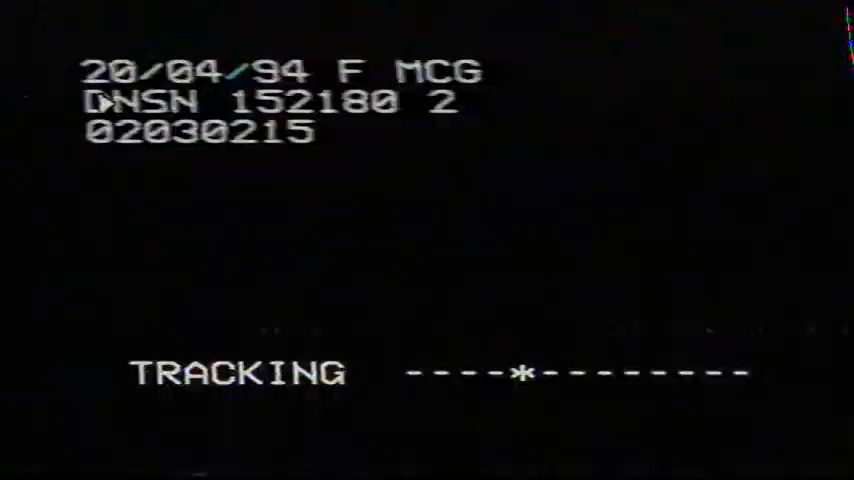 20/04/94 F MCG
DNSN 152180 2
02030215
TRACKING ----*--------